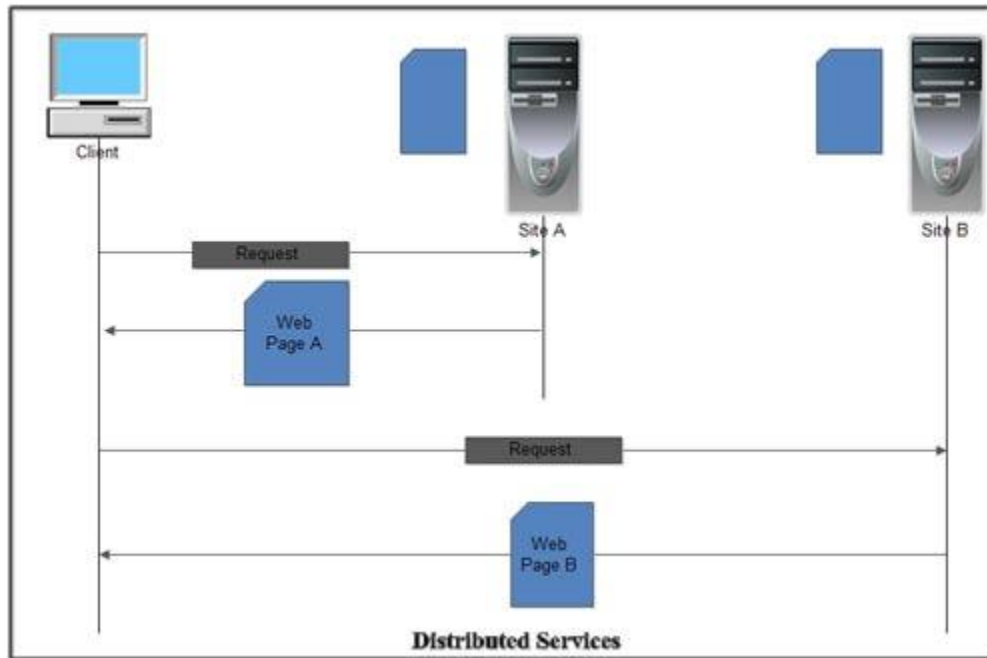 Client
Site A
Site B
Request
Web
Page A
Request
Web
Page B
Distributed Services